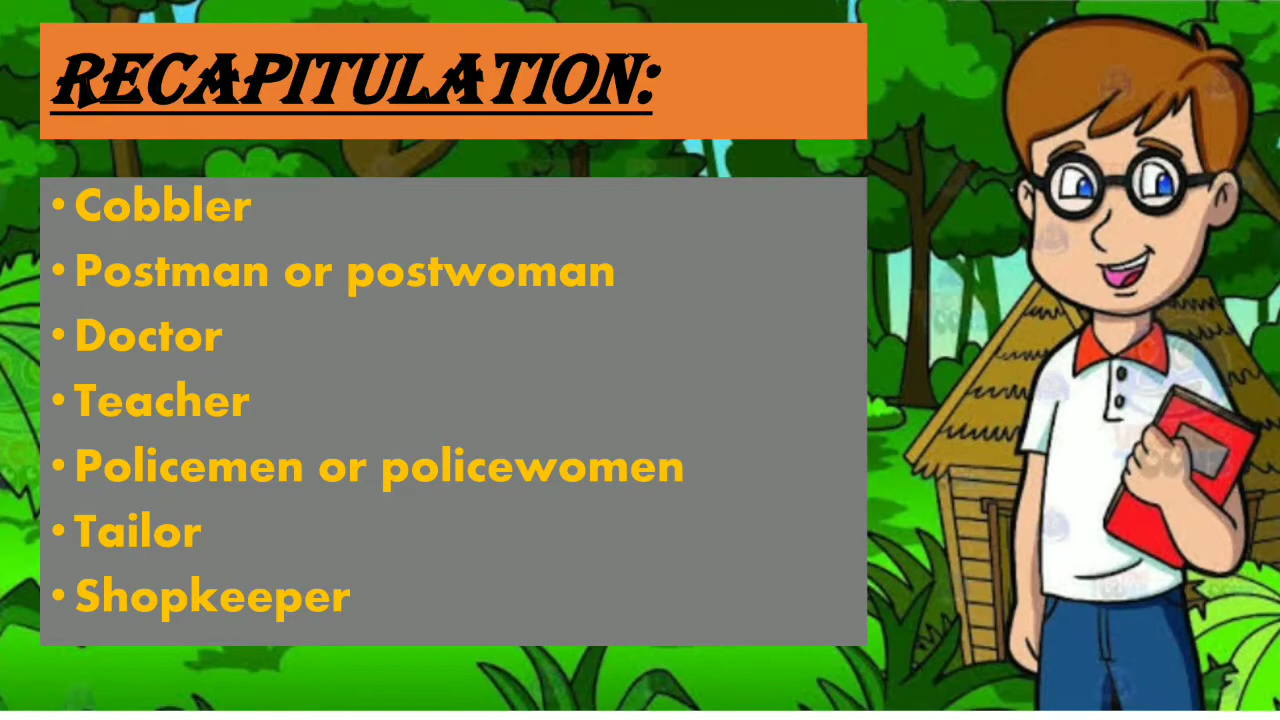 RECAPITULATION:
• Cobbler
• Postman or postwoman
• Doctor
• Teacher
• Policemen or policewomen
• Tailor
• Shopkeeper